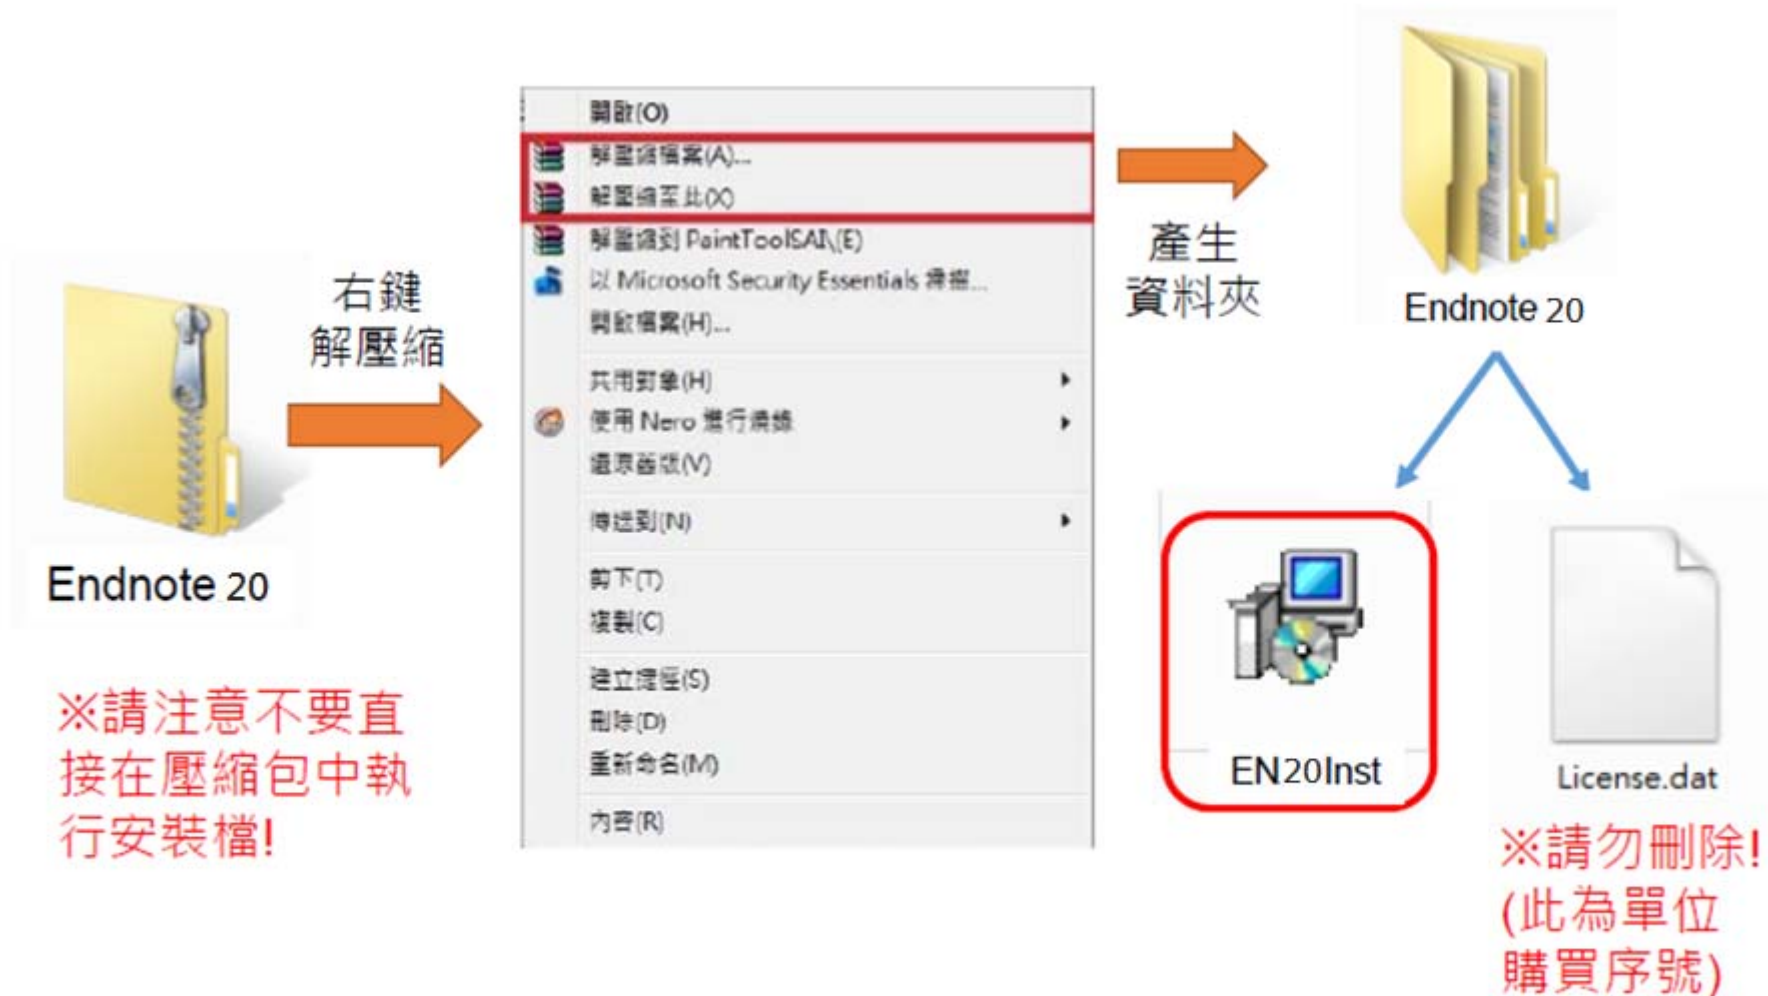 Endnote 20
※請注意不要直
接在壓縮包中執
行安裝檔!
右鍵
解壓縮
開啟(O)
解壓縮檔案(A)...
解壓縮至此(X)
解壓縮到 PaintToolSAI\(E)
以 Microsoft Security Essentials 掃描...
開啟檔案(H)...
共用對象(H)
使用 Nero 進行燒錄
還原舊版(V)
傳送到(N)
剪下(T)
複製(C)
建立捷徑(S)
刪除(D)
重新命名(M)
內容(R)
產生
資料夾
Endnote 20
EN20Inst
License.dat
※請勿刪除!
(此為單位
購買序號)